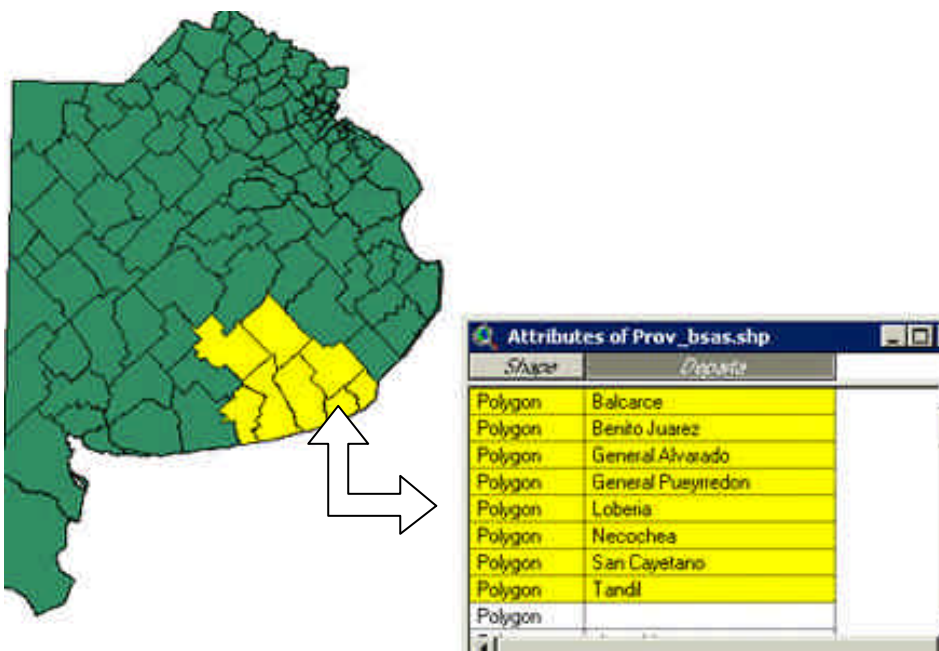 Attributes of Prov_bsas.shp
Shape Departa
Polygon Balcarce
Polygon Benito Juarez
Polygon General Alvarado
Polygon General Pueyrredon
Polygon Loberia
Polygon Necochea
Polygon San Cayetano
Polygon Tandil
Polygon